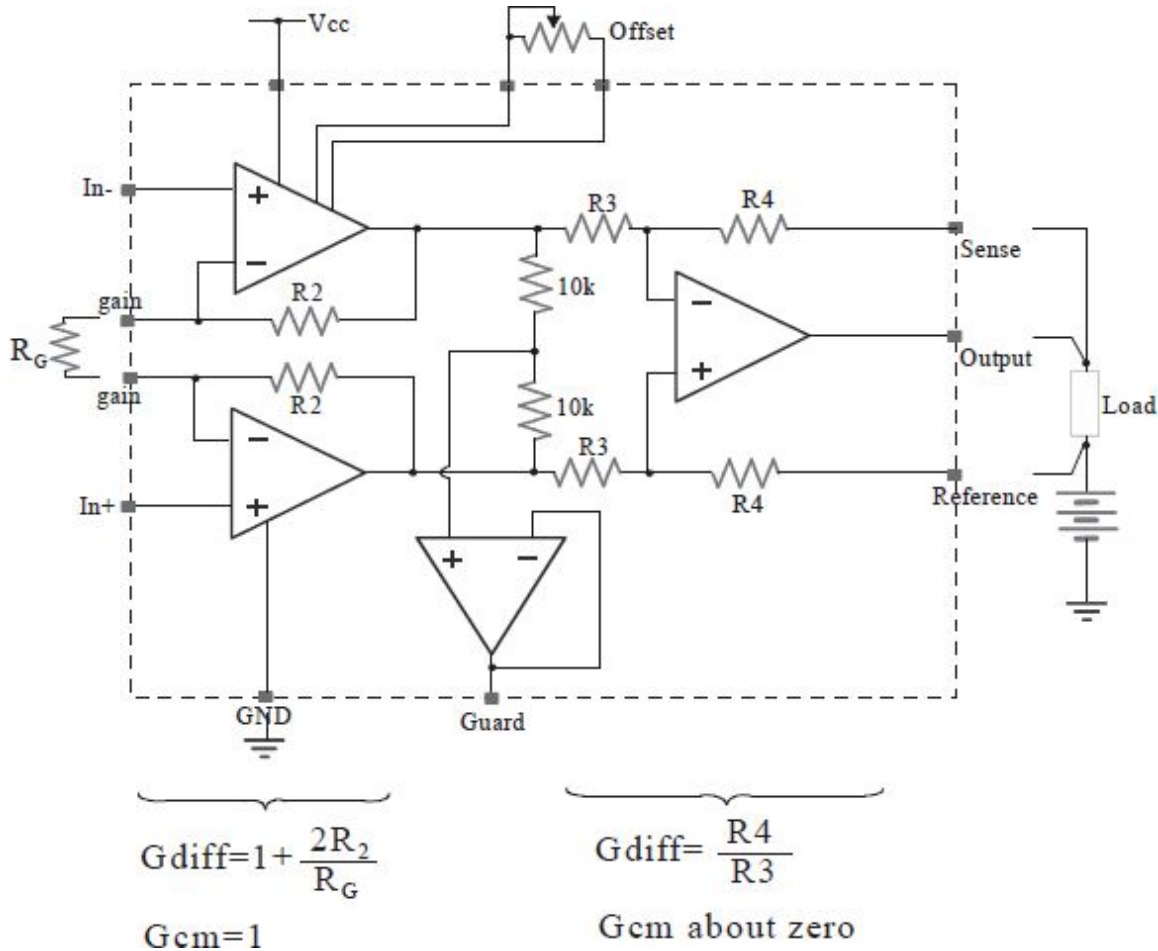 Vcc
Offset
In-
+
−
gain
R2
RG
gain
R2
−
+
In+
10k
10k
R3
R4
Sense
−
+
Output
Load
R3
R4
Reference
+
−
GND
Guard
Gdiff=1+ 2R2
RG
Gcm=1
Gdiff= R4
R3
Gcm about zero